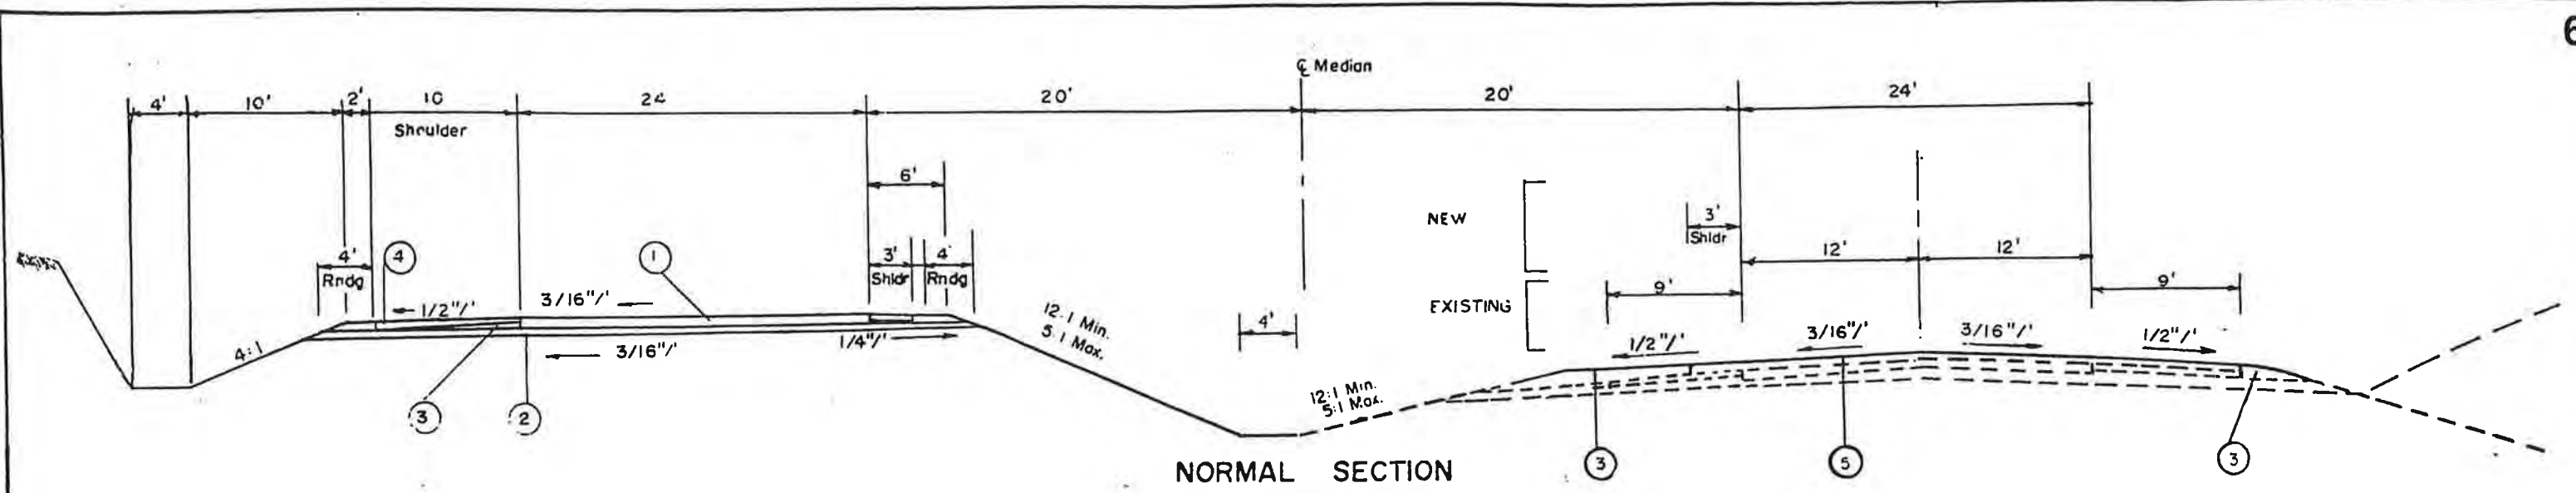 6
℄ Median
4'
10'
2'
10
24
20'
20'
24'
Shoulder
6'
NEW
3'
Shldr
4'
Rndg
4
1
3'
Shldr
4'
Rndg
12'
12'
9'
9'
EXISTING
1/2"/'
3/16"/'
12:1 Min.
5:1 Max.
4'
4:1
3/16"/'
1/4"/'
1/2"/'
3/16"/'
3/16"/'
1/2"/'
12:1 Min.
5:1 Max.
3
2
3
5
3
NORMAL SECTION